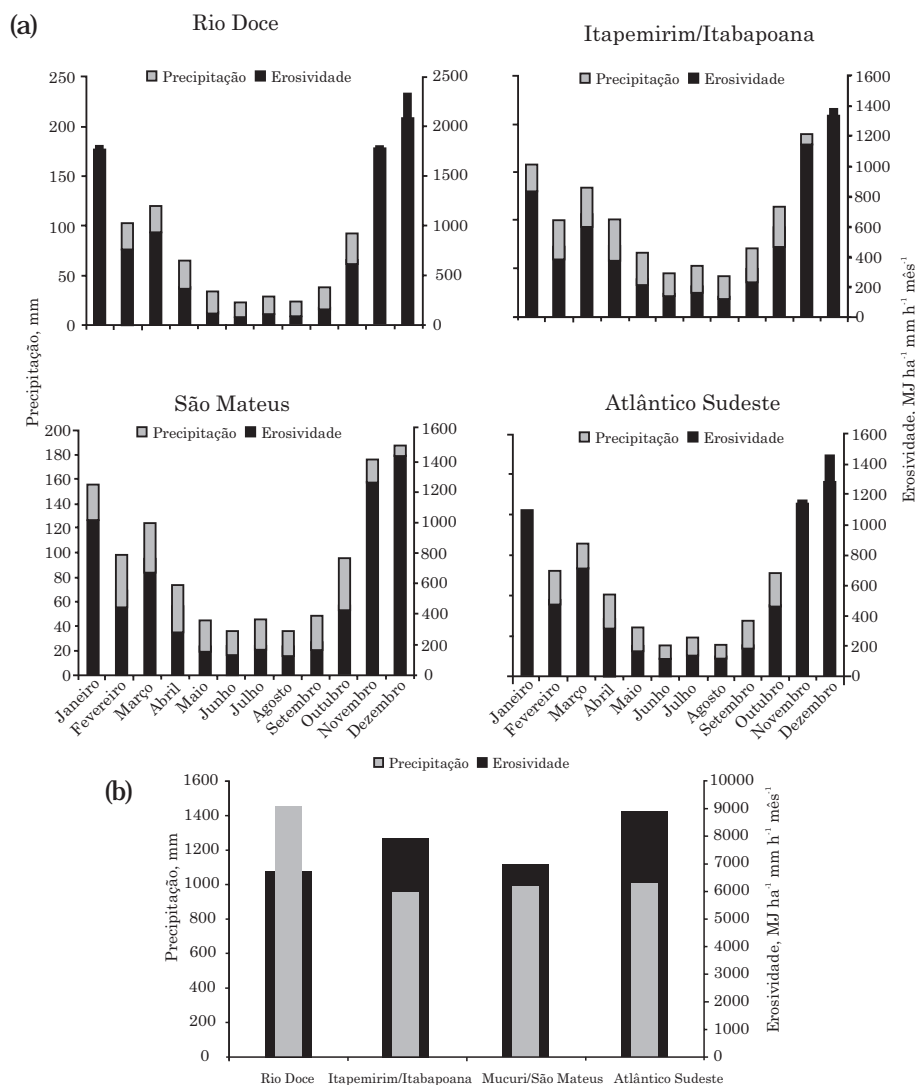 (a)
Rio Doce
Itapemirim/Itabapoana
Precipitação Erosividade
Precipitação Erosividade
250
200
150
100
50
0
2500
2000
1500
1000
500
0
1600
1400
1200
1000
800
600
400
200
0
Precipitação, mm
Erosividade, MJ ha⁻¹ mm h⁻¹ mês⁻¹
São Mateus
Atlântico Sudeste
Precipitação Erosividade
Precipitação Erosividade
200
180
160
140
120
100
80
60
40
20
0
1600
1400
1200
1000
800
600
400
200
0
1600
1400
1200
1000
800
600
400
200
0
Janeiro
Fevereiro
Março
Abril
Maio
Junho
Julho
Agosto
Setembro
Outubro
Novembro
Dezembro
Janeiro
Fevereiro
Março
Abril
Maio
Junho
Julho
Agosto
Setembro
Outubro
Novembro
Dezembro
(b)
Precipitação Erosividade
1600
1400
1200
1000
800
600
400
200
0
Precipitação, mm
10000
9000
8000
7000
6000
5000
4000
3000
2000
1000
0
Erosividade, MJ ha⁻¹ mm h⁻¹ mês⁻¹
Rio Doce Itapemirim/Itabapoana Mucuri/São Mateus Atlântico Sudeste